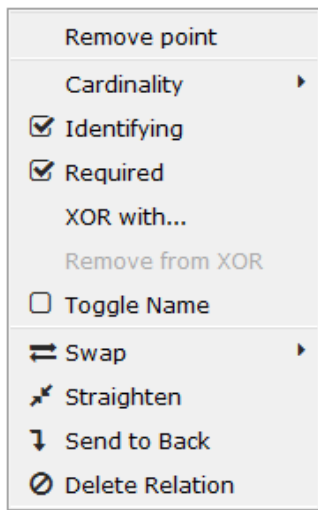 Remove point
Cardinality
Identifying
Required
XOR with...
Remove from XOR
Toggle Name
Swap
Straighten
Send to Back
Delete Relation